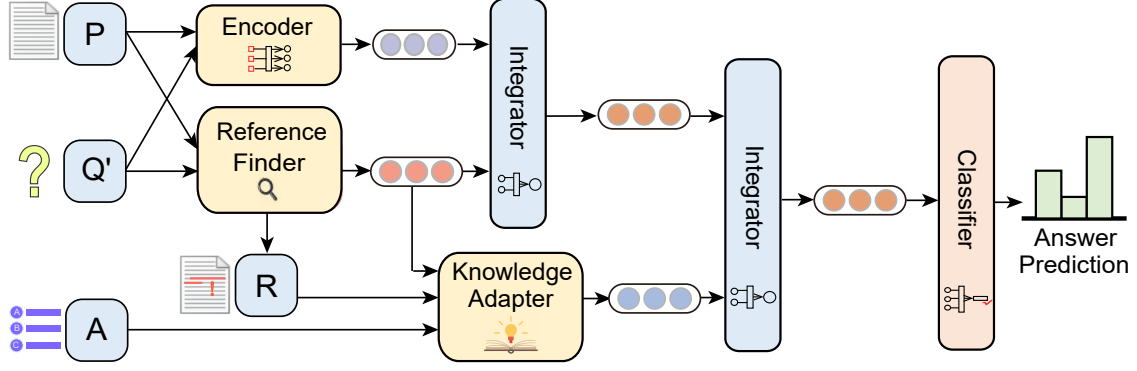 P
Encoder
Integrator
Q'
Reference
Finder
Integrator
Classifier
Answer
Prediction
R
Knowledge
Adapter
A
B
C
A